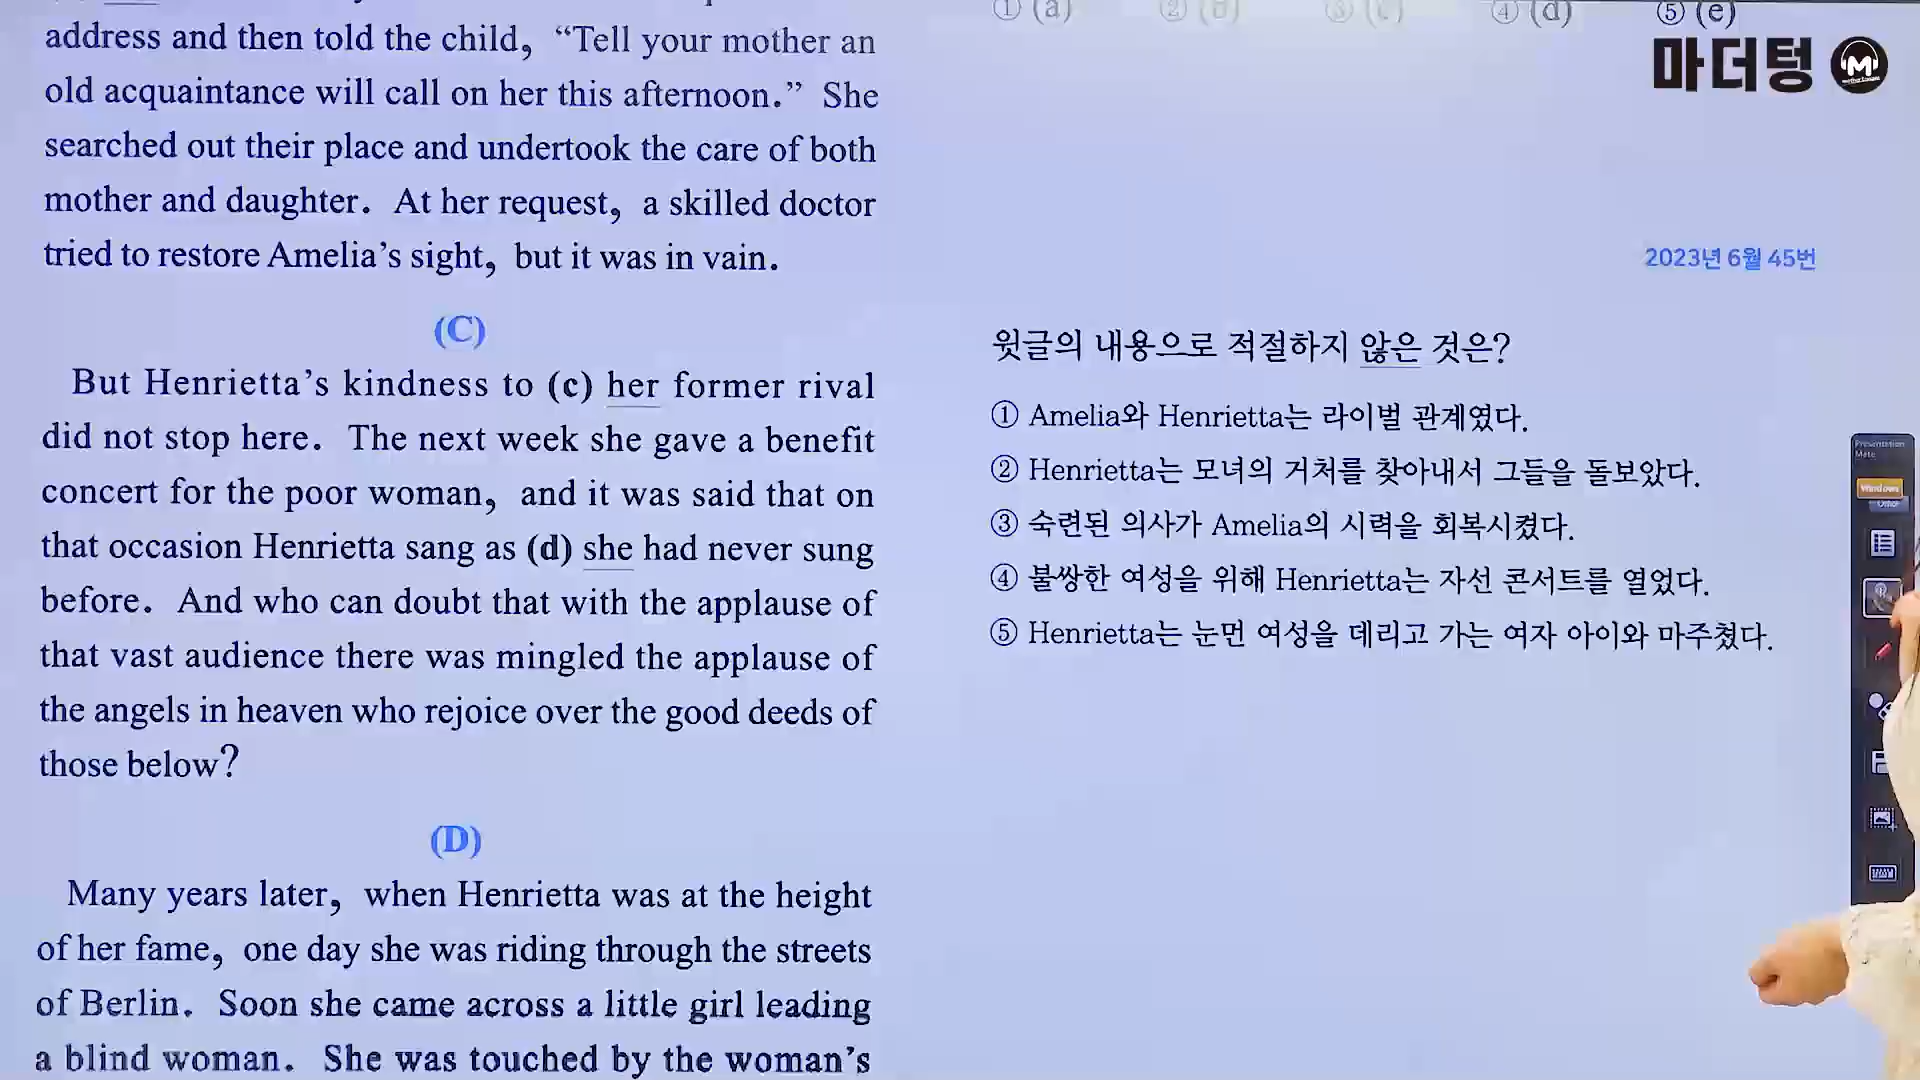 ① (a) ② (b) ③ (c) ④ (d) ⑤ (e)
마더텅
M
address and then told the child, “Tell your mother an
old acquaintance will call on her this afternoon.” She
searched out their place and undertook the care of both
mother and daughter. At her request, a skilled doctor
tried to restore Amelia’s sight, but it was in vain.
(C)
But Henrietta’s kindness to (c) her former rival
did not stop here. The next week she gave a benefit
concert for the poor woman, and it was said that on
that occasion Henrietta sang as (d) she had never sung
before. And who can doubt that with the applause of
that vast audience there was mingled the applause of
the angels in heaven who rejoice over the good deeds of
those below?
(D)
Many years later, when Henrietta was at the height
of her fame, one day she was riding through the streets
of Berlin. Soon she came across a little girl leading
a blind woman. She was touched by the woman’s
2023년 6월 45번
윗글의 내용으로 적절하지 않은 것은?
① Amelia와 Henrietta는 라이벌 관계였다.
② Henrietta는 모녀의 거처를 찾아내서 그들을 돌보았다.
③ 숙련된 의사가 Amelia의 시력을 회복시켰다.
④ 불쌍한 여성을 위해 Henrietta는 자선 콘서트를 열었다.
⑤ Henrietta는 눈먼 여성을 데리고 가는 여자 아이와 마주쳤다.
Presentation
Windows